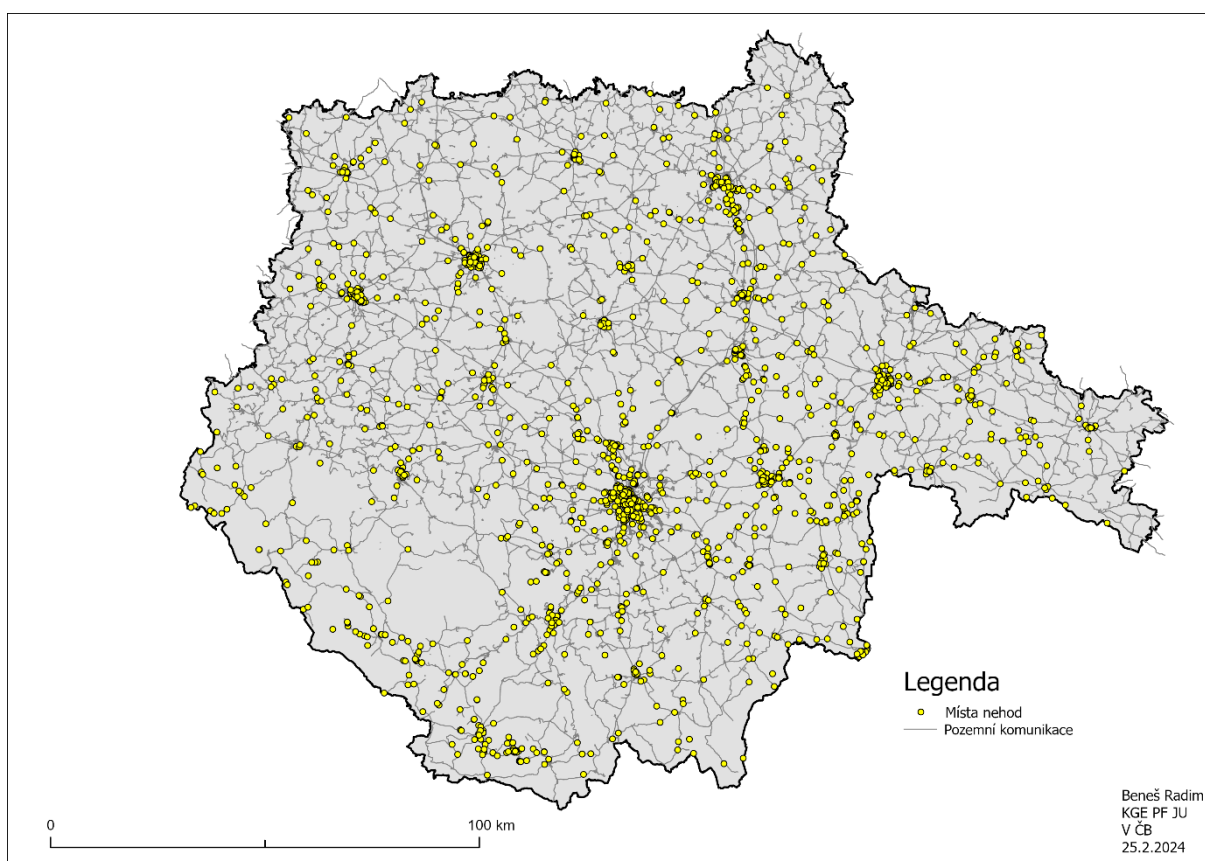 Legenda
Místa nehod
Pozemní komunikace
0
100 km
Beneš Radim
KGE PF JU
V ČB
25.2.2024